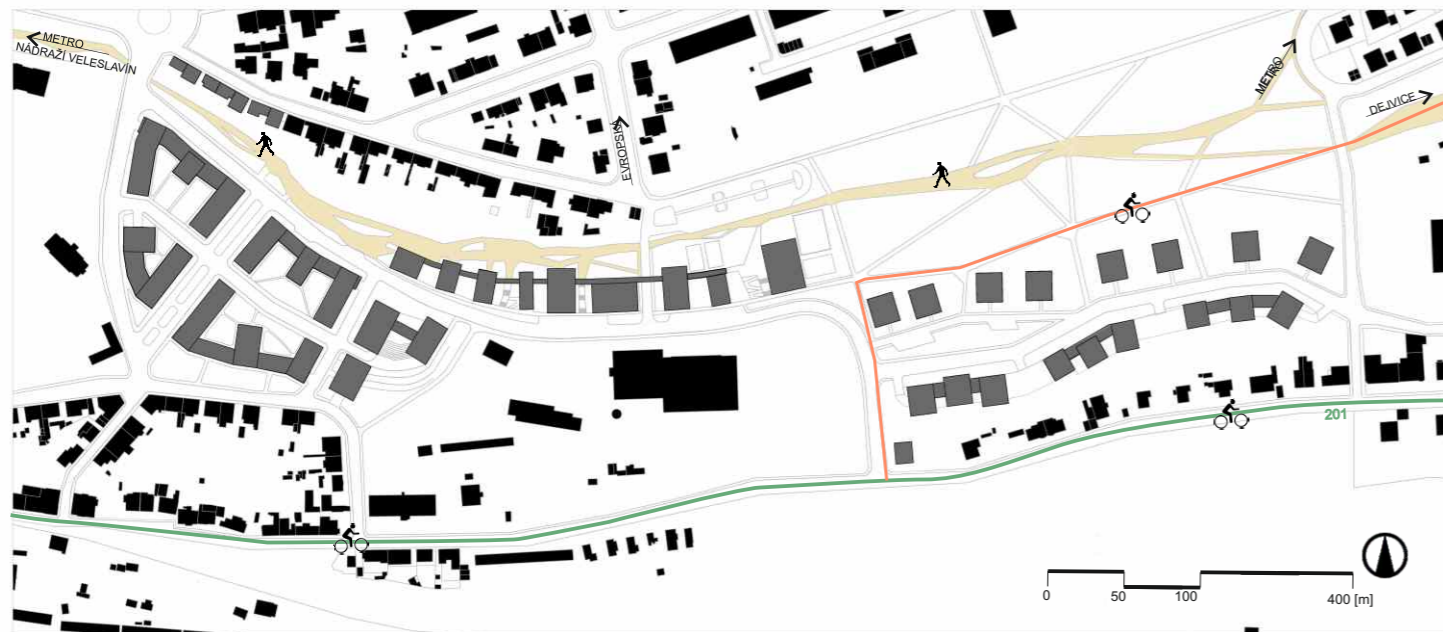 METRO
NÁDRAŽÍ VELESLAVÍN
EVROPSKÁ
METRO
DEJVICE
201
0 50 100 400 [m]